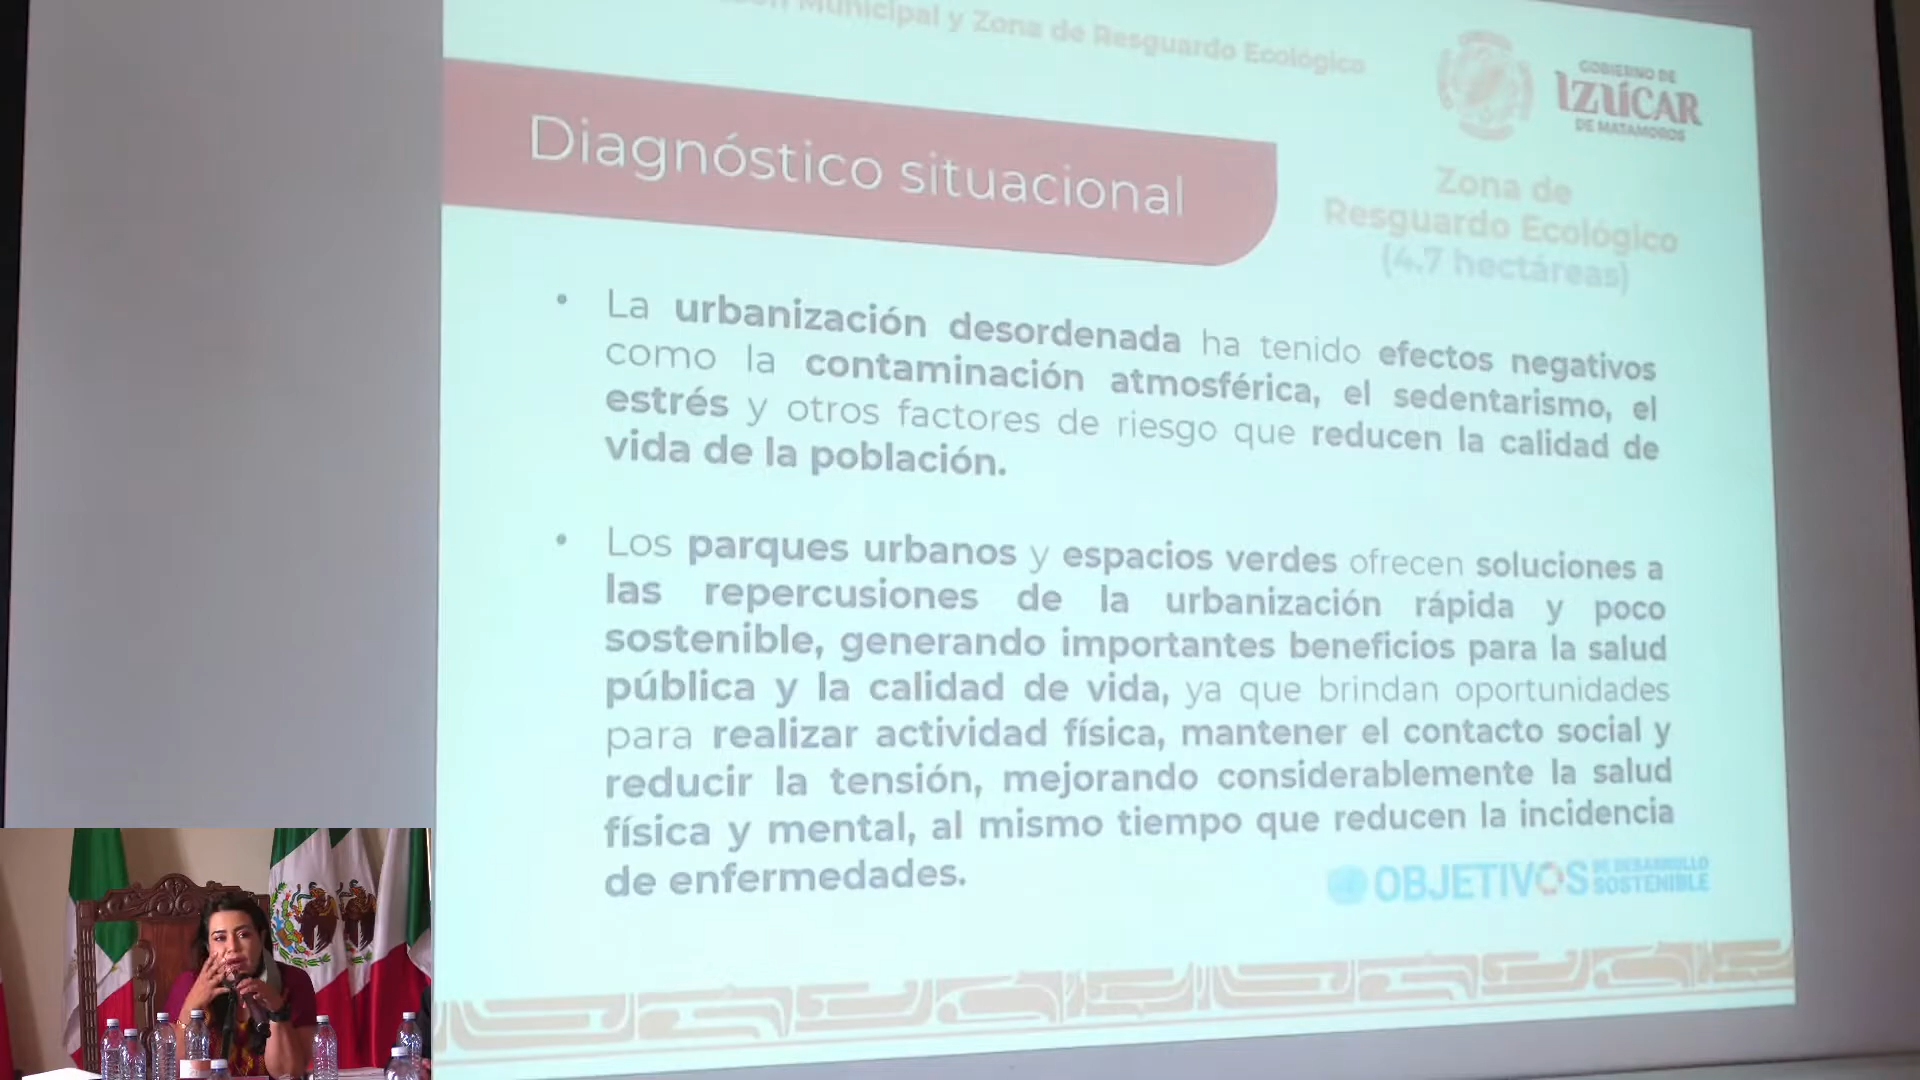 Municipal y Zona de Resguardo Ecológico
GOBIERNO DE
IZÚCAR
DE MATAMOROS
Diagnóstico situacional
Zona de
Resguardo Ecológico
(4.7 hectáreas)
• La urbanización desordenada ha tenido efectos negativos
como la contaminación atmosférica, el sedentarismo, el
estrés y otros factores de riesgo que reducen la calidad de
vida de la población.
• Los parques urbanos y espacios verdes ofrecen soluciones a
las repercusiones de la urbanización rápida y poco
sostenible, generando importantes beneficios para la salud
pública y la calidad de vida, ya que brindan oportunidades
para realizar actividad física, mantener el contacto social y
reducir la tensión, mejorando considerablemente la salud
física y mental, al mismo tiempo que reducen la incidencia
de enfermedades.
OBJETIVOS DE DESARROLLO
SOSTENIBLE